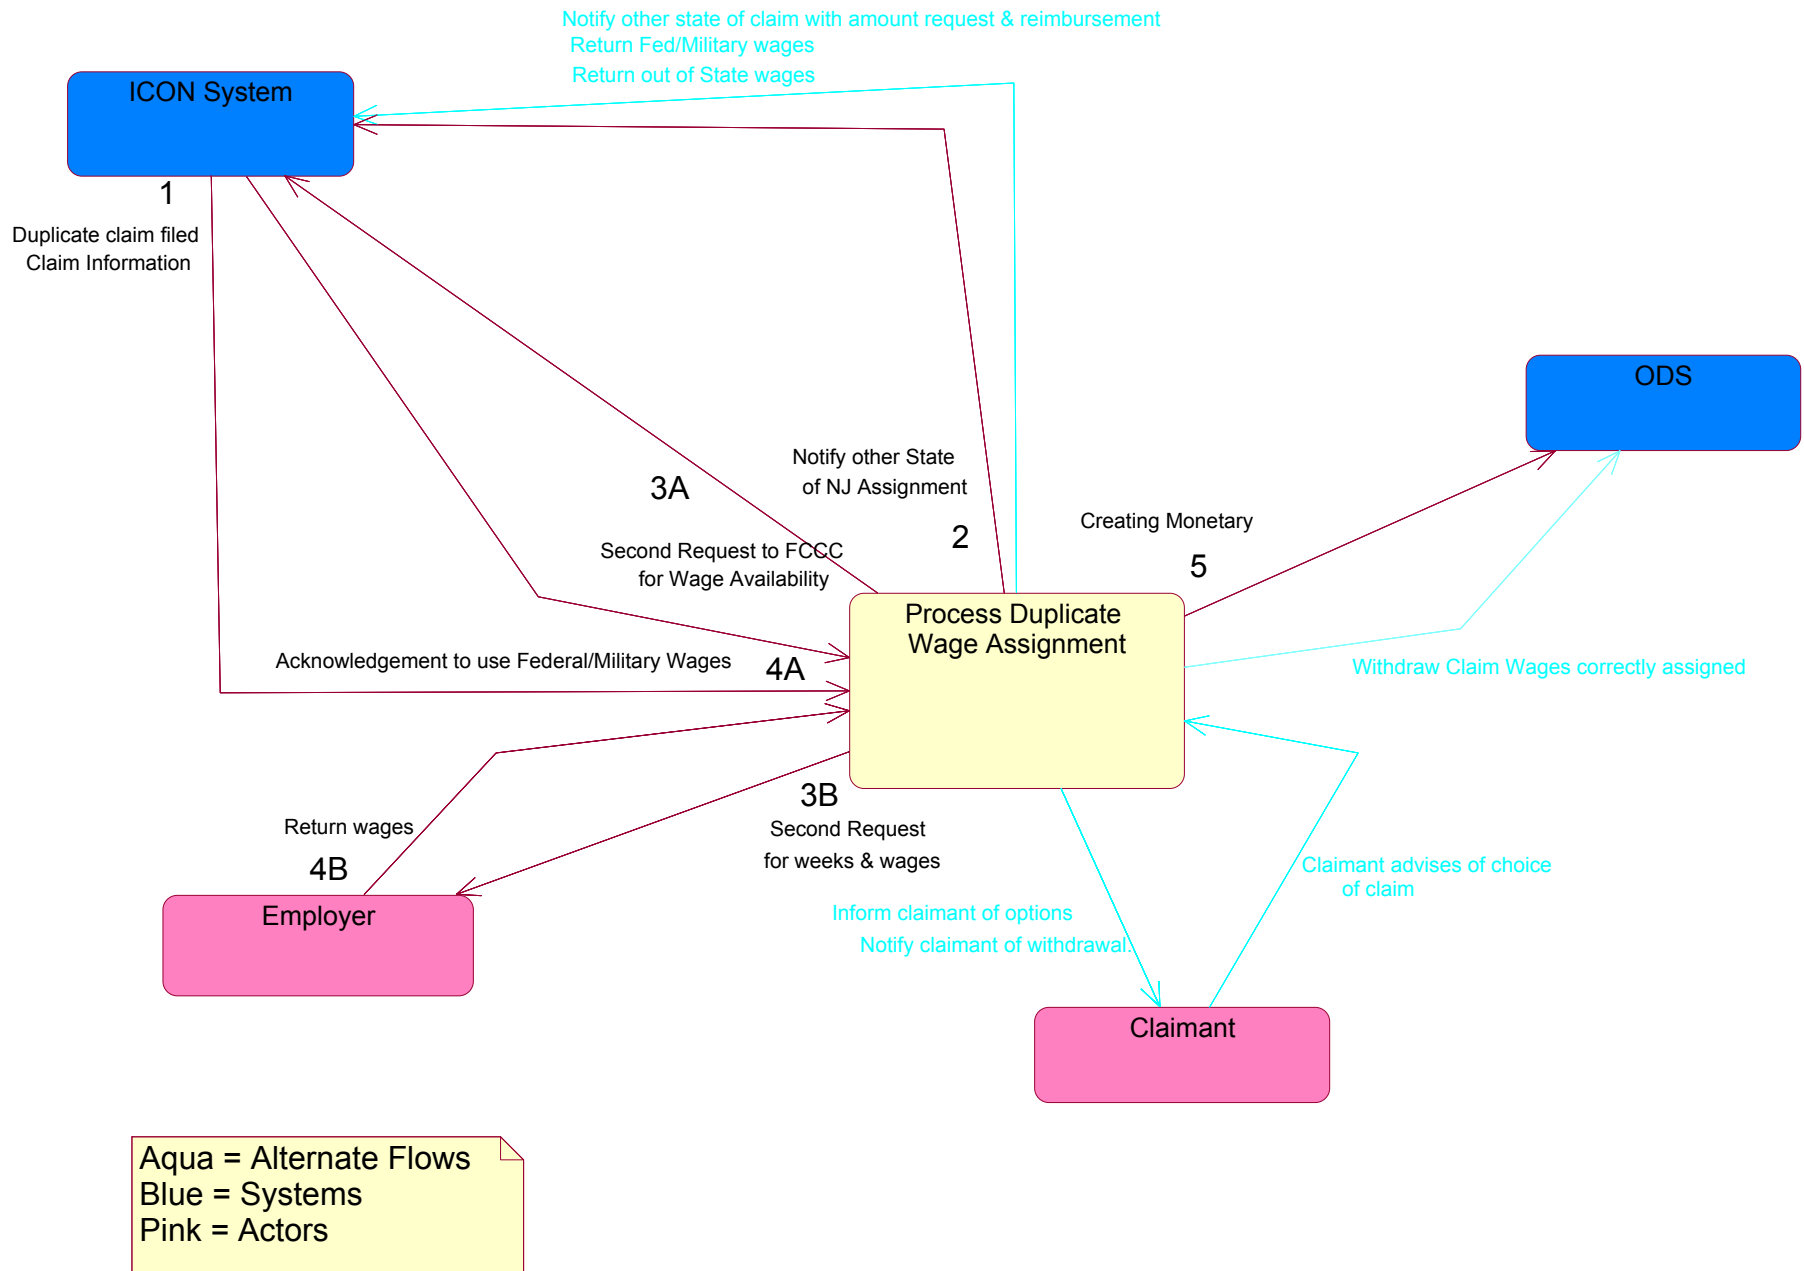 Notify other state of claim with amount request & reimbursement
Return Fed/Military wages
Return out of State wages
ICON System
1
Duplicate claim filed
Claim Information
ODS
3A
Notify other State
of NJ Assignment
2
Creating Monetary
5
Second Request to FCCC
for Wage Availability
Process Duplicate
Wage Assignment
Acknowledgement to use Federal/Military Wages
4A
Withdraw Claim Wages correctly assigned
3B
Second Request
for weeks & wages
Return wages
4B
Claimant advises of choice
of claim
Employer
Inform claimant of options
Notify claimant of withdrawal.
Claimant
Aqua = Alternate Flows
Blue = Systems
Pink = Actors